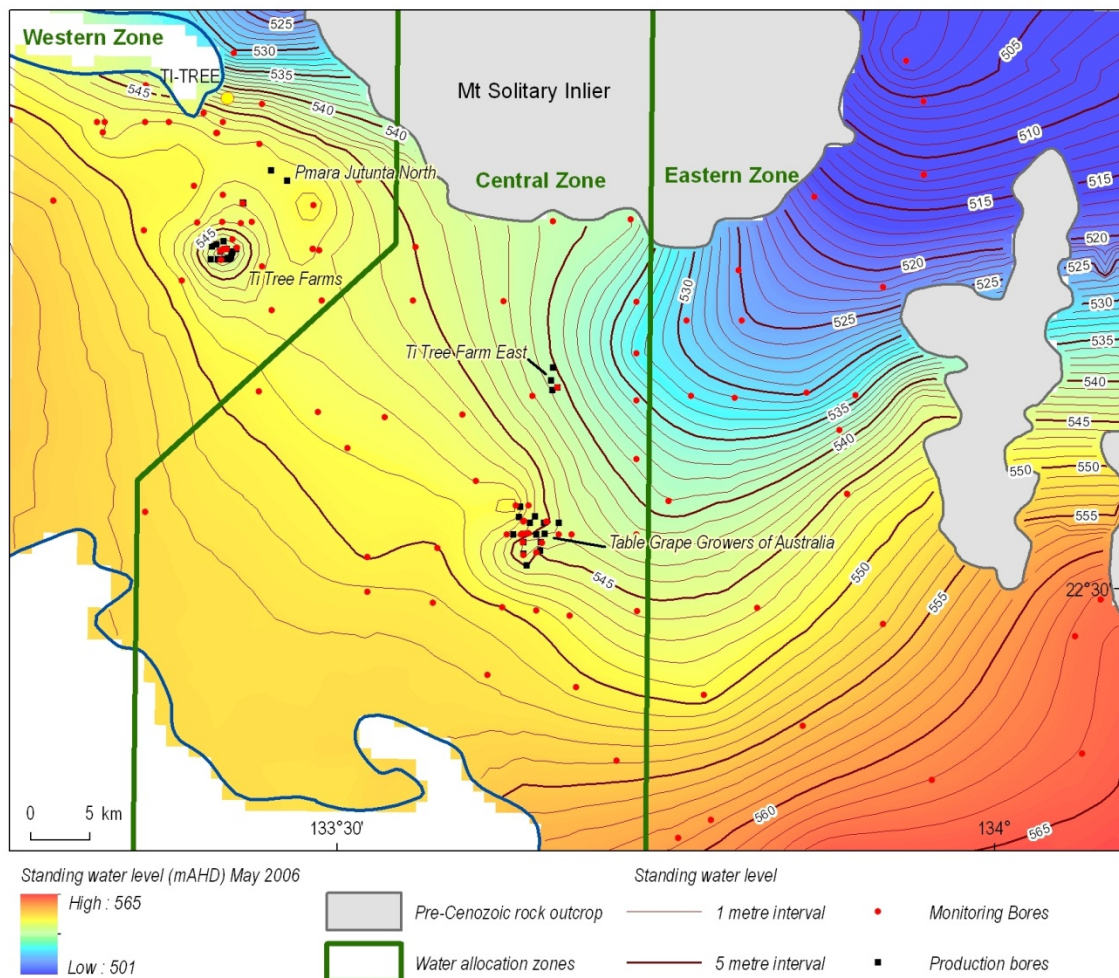 525
Western Zone
530
505
TI-TREE
535
545
540
Mt Solitary Inlier
540
510
Pmara Jutunta North
Central Zone
Eastern Zone
515
515
545
520
520
525
Ti Tree Farms
530
525
530
525
535
Ti Tree Farm East
540
535
545
540
550
550
555
Table Grape Growers of Australia
545
550
555
22°30'
0 5 km
133°30'
560
134°
565
Standing water level (mAHD) May 2006
Standing water level
High : 565
Low : 501
Pre-Cenozoic rock outcrop
1 metre interval
Monitoring Bores
Water allocation zones
5 metre interval
Production bores